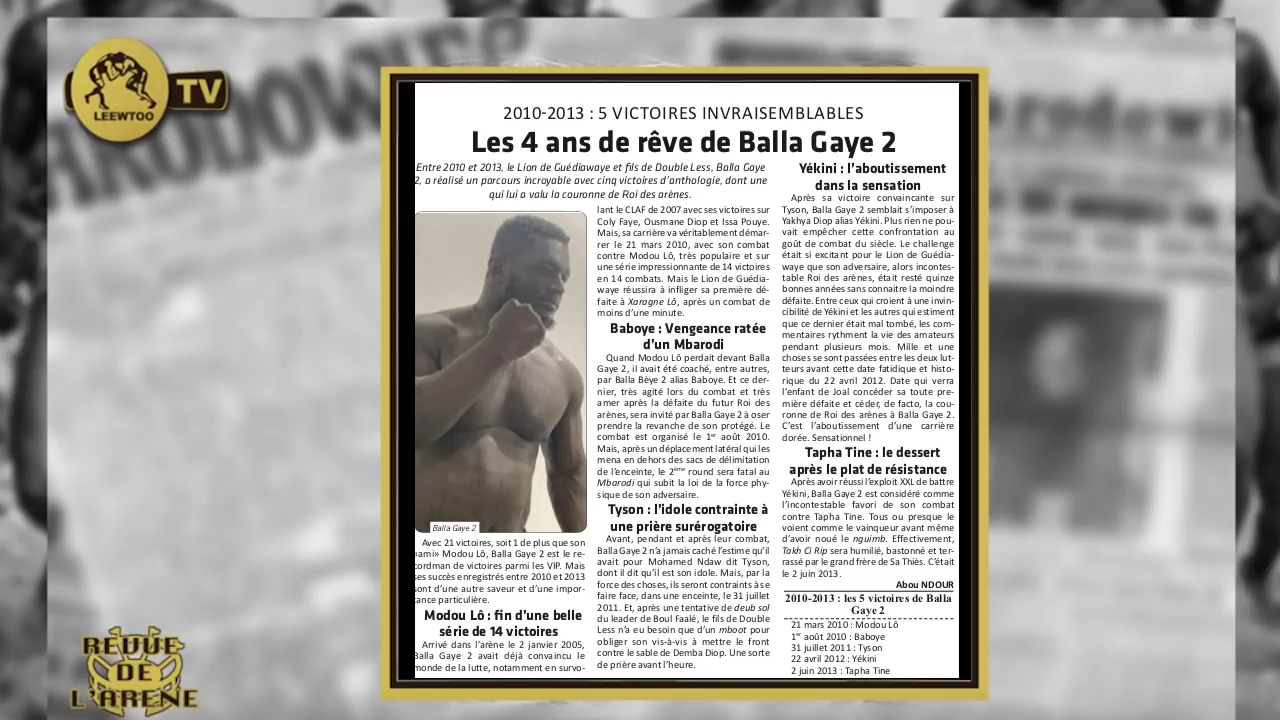 LEEWTOO
TV
2010-2013 : 5 VICTOIRES INVRAISEMBLABLES
Les 4 ans de rêve de Balla Gaye 2
Entre 2010 et 2013, le Lion de Guédiawaye et fils de Double Less, Balla Gaye
2, a réalisé un parcours incroyable avec cinq victoires d'anthologie, dont une
qui lui a valu la couronne de Roi des arènes.
Balla Gaye 2
Avec 21 victoires, soit 1 de plus que son
«ami» Modou Lô, Balla Gaye 2 est le re-
cordman de victoires parmi les VIP. Mais
ses succès enregistrés entre 2010 et 2013
sont d'une autre saveur et d'une impor-
tance particulière.
Modou Lô : fin d'une belle
série de 14 victoires
Arrivé dans l'arène le 2 janvier 2005,
Balla Gaye 2 avait déjà convaincu le
monde de la lutte, notamment en survo-
lant le CLAF de 2007 avec ses victoires sur
Coly Faye, Ousmane Diop et Issa Pouye.
Mais, sa carrière va véritablement démar-
rer le 21 mars 2010, avec son combat
contre Modou Lô, très populaire et sur
une série impressionnante de 14 victoires
en 14 combats. Mais le Lion de Guédia-
waye réussira à infliger sa première dé-
faite à Xaragne Lô, après un combat de
moins d'une minute.
Baboye : Vengeance ratée
d'un Mbarodi
Quand Modou Lô perdait devant Balla
Gaye 2, il avait été coaché, entre autres,
par Balla Bèye 2 alias Baboye. Et ce der-
nier, très agité lors du combat et très
amer après la défaite du futur Roi des
arènes, sera invité par Balla Gaye 2 à oser
prendre la revanche de son protégé. Le
combat est organisé le 1er août 2010.
Mais, après un déplacement latéral qui les
mena en dehors des sacs de délimitation
de l'enceinte, le 2ème round sera fatal au
Mbarodi qui subit la loi de la force phy-
sique de son adversaire.
Tyson : l'idole contrainte à
une prière surérogatoire
Avant, pendant et après leur combat,
Balla Gaye 2 n'a jamais caché l'estime qu'il
avait pour Mohamed Ndaw dit Tyson,
dont il dit qu'il est son idole. Mais, par la
force des choses, ils seront contraints à se
faire face, dans une enceinte, le 31 juillet
2011. Et, après une tentative de deub sol
du leader de Boul Faalé, le fils de Double
Less n'a eu besoin que d'un mboot pour
obliger son vis-à-vis à mettre le front
contre le sable de Demba Diop. Une sorte
de prière avant l'heure.
Yékini : l'aboutissement
dans la sensation
Après sa victoire convaincante sur
Tyson, Balla Gaye 2 semblait s'imposer à
Yakhya Diop alias Yékini. Plus rien ne pou-
vait empêcher cette confrontation au
goût de combat du siècle. Le challenge
était si excitant pour le Lion de Guédia-
waye que son adversaire, alors incontes-
table Roi des arènes, était resté quinze
bonnes années sans connaitre la moindre
défaite. Entre ceux qui croient à une invin-
cibilité de Yékini et les autres qui estiment
que ce dernier était mal tombé, les com-
mentaires rythment la vie des amateurs
pendant plusieurs mois. Mille et une
choses se sont passées entre les deux lut-
teurs avant cette date fatidique et histo-
rique du 22 avril 2012. Date qui verra
l'enfant de Joal concéder sa toute pre-
mière défaite et céder, de facto, la cou-
ronne de Roi des arènes à Balla Gaye 2.
C'est l'aboutissement d'une carrière
dorée. Sensationnel !
Tapha Tine : le dessert
après le plat de résistance
Après avoir réussi l'exploit XXL de battre
Yékini, Balla Gaye 2 est considéré comme
l'incontestable favori de son combat
contre Tapha Tine. Tous ou presque le
voient comme le vainqueur avant même
d'avoir noué le nguimb. Effectivement,
Takh Ci Rip sera humilié, bastonné et ter-
rassé par le grand frère de Sa Thiès. C'était
le 2 juin 2013.
Abou NDOUR
2010-2013 : les 5 victoires de Balla
Gaye 2
21 mars 2010 : Modou Lô
1er août 2010 : Baboye
31 juillet 2011 : Tyson
22 avril 2012 : Yékini
2 juin 2013 : Tapha Tine
REVUE
DE
L'ARENE